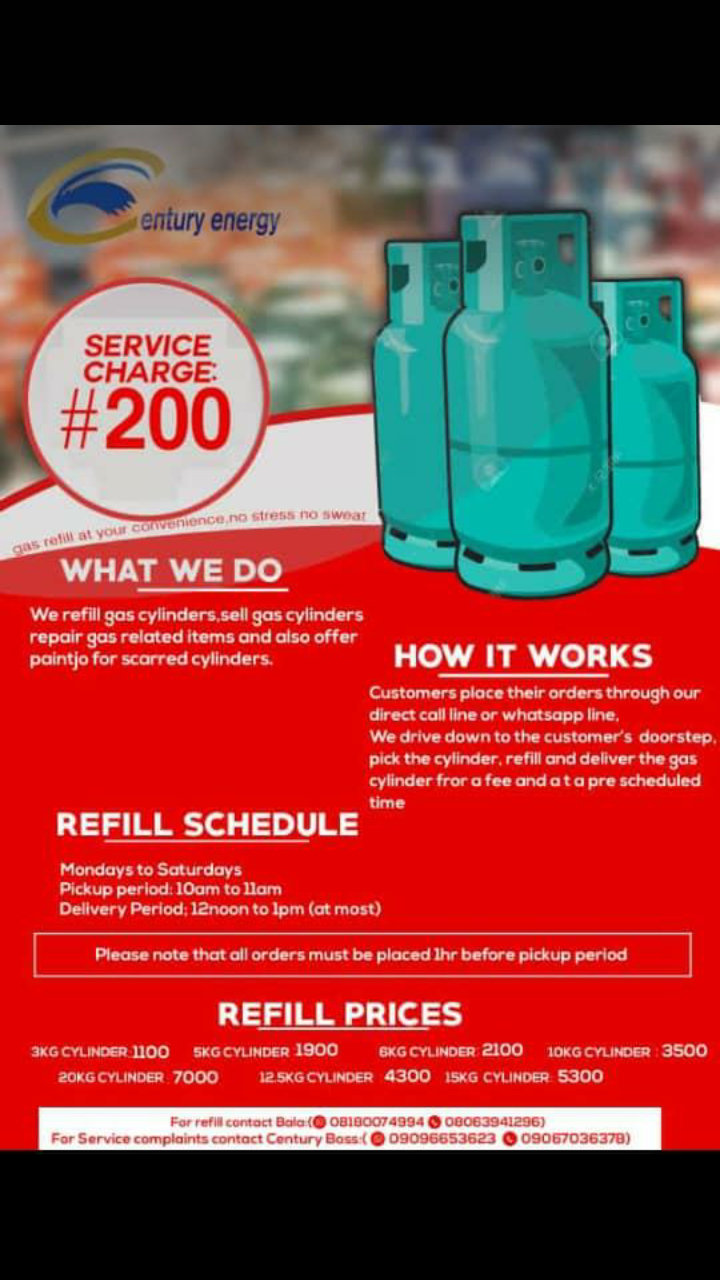 Century energy
SERVICE
CHARGE:
#200
gas refill at your convenience,no stress no sweat
WHAT WE DO
We refill gas cylinders,sell gas cylinders
repair gas related items and also offer
paintjo for scarred cylinders.
HOW IT WORKS
Customers place their orders through our
direct call line or whatsapp line,
We drive down to the customer's doorstep,
pick the cylinder, refill and deliver the gas
cylinder fror a fee and a t a pre scheduled
time
REFILL SCHEDULE
Mondays to Saturdays
Pickup period: 10am to 11am
Delivery Period; 12noon to 1pm (at most)
Please note that all orders must be placed 1hr before pickup period
REFILL PRICES
3KG CYLINDER 1100 5KG CYLINDER 1900 6KG CYLINDER 2100 10KG CYLINDER : 3500
20KG CYLINDER : 7000 12.5KG CYLINDER 4300 15KG CYLINDER: 5300
For refill contact Bala:( 08180074994 08063941296)
For Service complaints contact Century Boss:( 09096653623 09067036378)